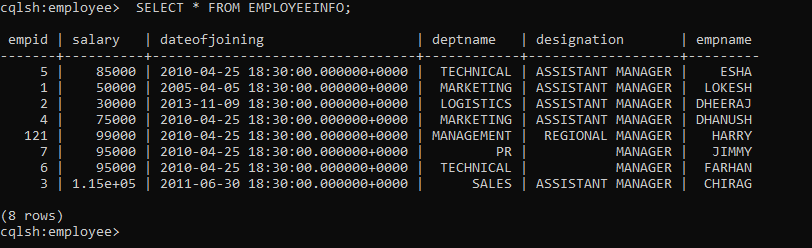 cqlsh:employee>  SELECT * FROM EMPLOYEEINFO;
empid | salary   | dateofjoining                   | deptname   | designation       | empname
-------+----------+---------------------------------+------------+-------------------+---------
5 |    85000 | 2010-04-25 18:30:00.000000+0000 |  TECHNICAL | ASSISTANT MANAGER |    ESHA
1 |    50000 | 2005-04-05 18:30:00.000000+0000 |  MARKETING | ASSISTANT MANAGER |  LOKESH
2 |    30000 | 2013-11-09 18:30:00.000000+0000 |  LOGISTICS | ASSISTANT MANAGER | DHEERAJ
4 |    75000 | 2010-04-25 18:30:00.000000+0000 |  MARKETING | ASSISTANT MANAGER | DHANUSH
121 |    99000 | 2010-04-25 18:30:00.000000+0000 | MANAGEMENT |  REGIONAL MANAGER |   HARRY
7 |    95000 | 2010-04-25 18:30:00.000000+0000 |         PR |           MANAGER |   JIMMY
6 |    95000 | 2010-04-25 18:30:00.000000+0000 |  TECHNICAL |           MANAGER |  FARHAN
3 | 1.15e+05 | 2011-06-30 18:30:00.000000+0000 |      SALES | ASSISTANT MANAGER |  CHIRAG
(8 rows)
cqlsh:employee>